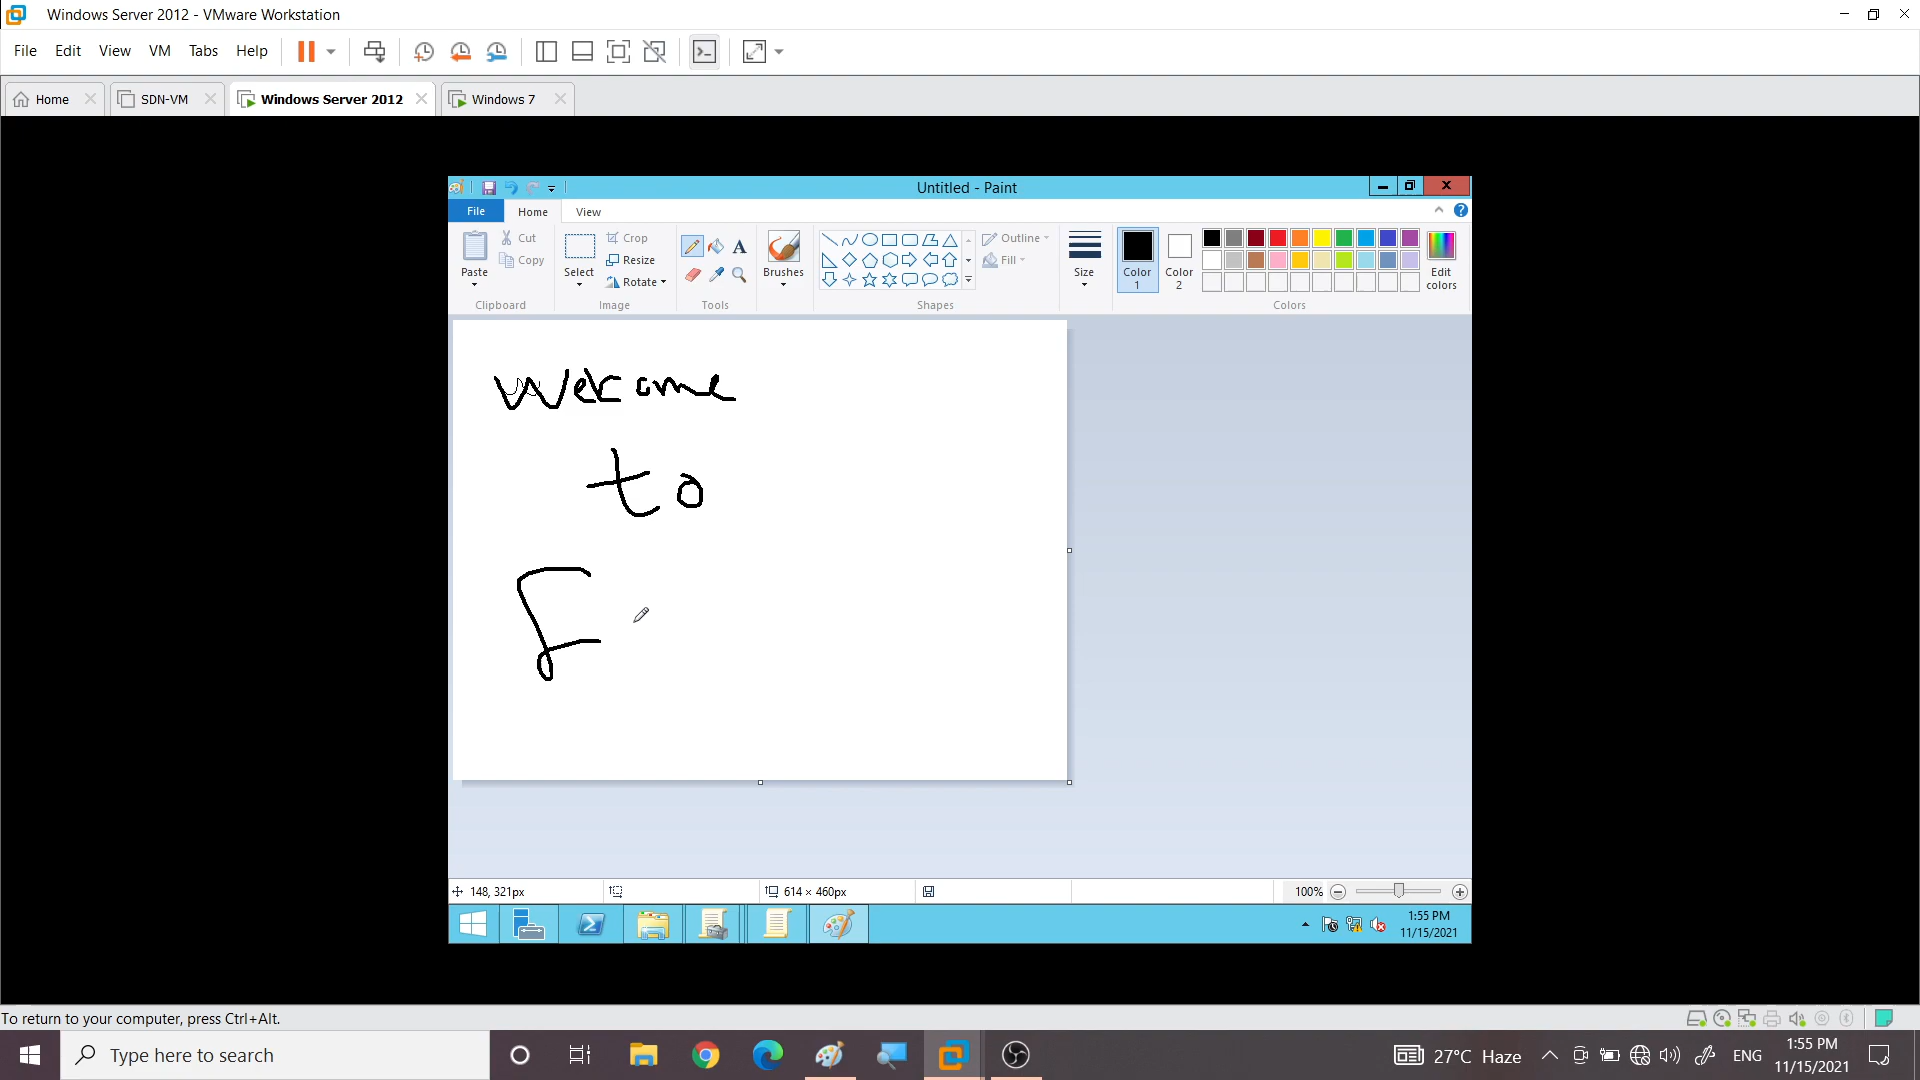 Windows Server 2012 - VMware Workstation
File Edit View VM Tabs Help
Home SDN-VM Windows Server 2012 Windows 7
Untitled - Paint
File Home View
Cut Crop Outline
Copy Resize Fill
Paste Select Rotate Brushes Size Color 1 Color 2 Edit colors
Clipboard Image Tools Shapes Colors
Welcome
to
148, 321px 614 × 460px 100%
1:55 PM
11/15/2021
To return to your computer, press Ctrl+Alt.
Type here to search 27°C Haze ENG 1:55 PM
11/15/2021